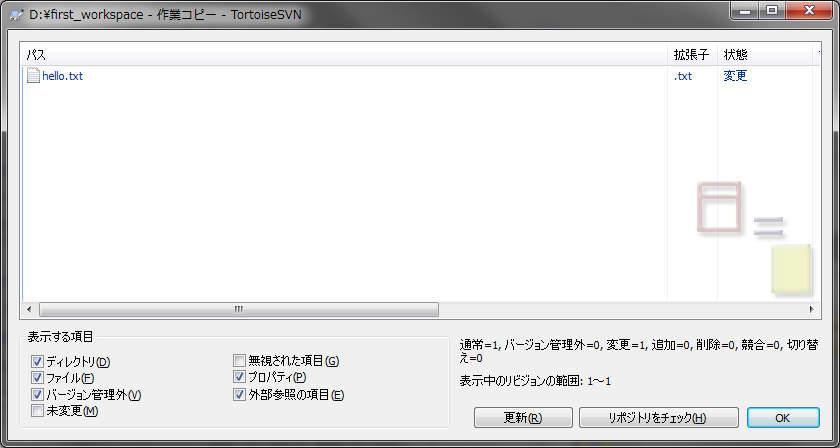 D:¥first_workspace - 作業コピー - TortoiseSVN
パス 拡張子 状態
hello.txt .txt 変更
表示する項目
ディレクトリ(D) 無視された項目(G)
ファイル(F) プロパティ(P)
バージョン管理外(V) 外部参照の項目(E)
未変更(M)
通常=1, バージョン管理外=0, 変更=1, 追加=0, 削除=0, 競合=0, 切り替
え=0
表示中のリビジョンの範囲: 1～1
更新(R) リポジトリをチェック(H) OK